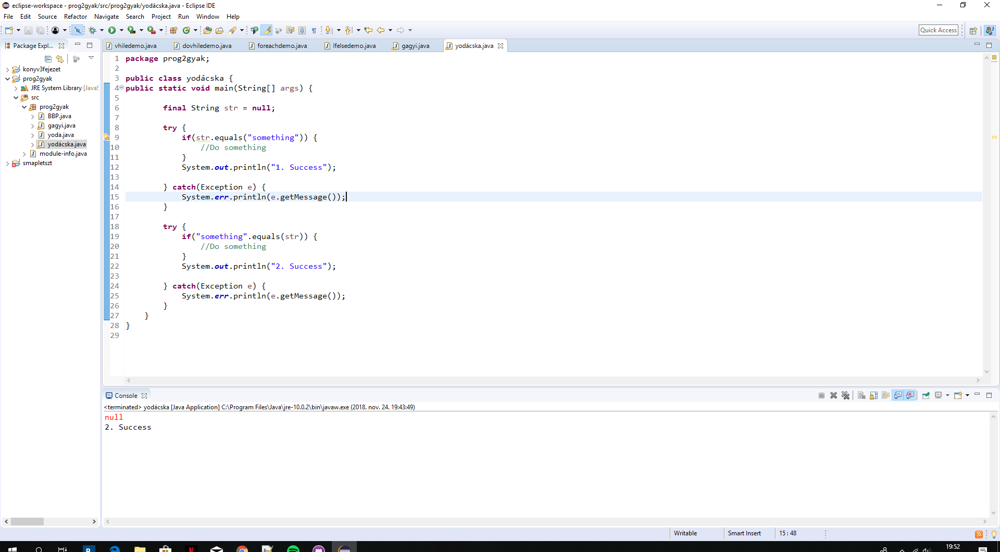 eclipse-workspace - prog2gyak/src/prog2gyak/yodácska.java - Eclipse IDE
File Edit Source Refactor Navigate Search Project Run Window Help
Quick Access
Package Expl...
vhiledemo.java dovhiledemo.java foreachdemo.java Ifelsedemo.java gagyi.java yodácska.java
konyv3fejezet
prog2gyak
JRE System Library [JavaS
src
prog2gyak
BBP.java
gagyi.java
yoda.java
yodácska.java
module-info.java
smapletszt
1 package prog2gyak;
2
3 public class yodácska {
4 public static void main(String[] args) {
5
6 final String str = null;
7
8 try {
9 if(str.equals("something")) {
10 //Do something
11 }
12 System.out.println("1. Success");
13
14 } catch(Exception e) {
15 System.err.println(e.getMessage());
16 }
17
18 try {
19 if("something".equals(str)) {
20 //Do something
21 }
22 System.out.println("2. Success");
23
24 } catch(Exception e) {
25 System.err.println(e.getMessage());
26 }
27 }
28 }
29
Console
<terminated> yodácska [Java Application] C:\Program Files\Java\jre-10.0.2\bin\javaw.exe (2018. nov. 24. 19:43:49)
null
2. Success
Writable Smart Insert 15 : 48
19:52